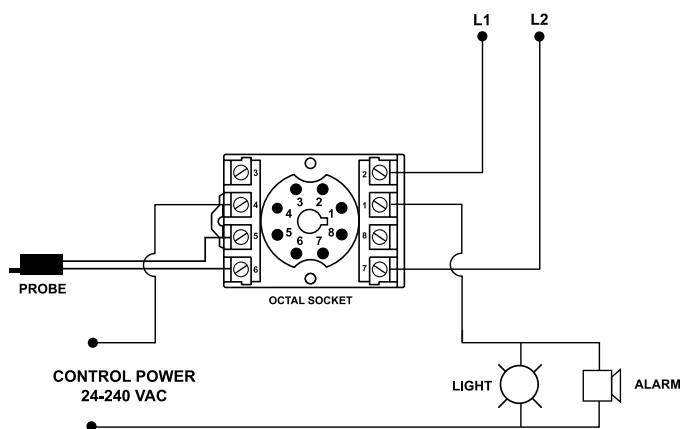 L1 L2
3 2
3 2
4 4 1 1
5 5 8 8
6 7
6 7
PROBE
OCTAL SOCKET
CONTROL POWER
24-240 VAC
LIGHT ALARM